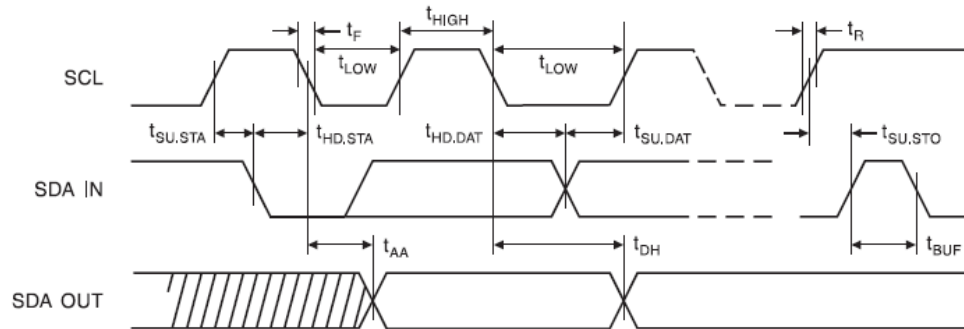 tHIGH
tF
tR
tLOW
tLOW
SCL
tSU.STA
tHD.STA
tHD.DAT
tSU.DAT
tSU.STO
SDA IN
tAA
tDH
tBUF
SDA OUT